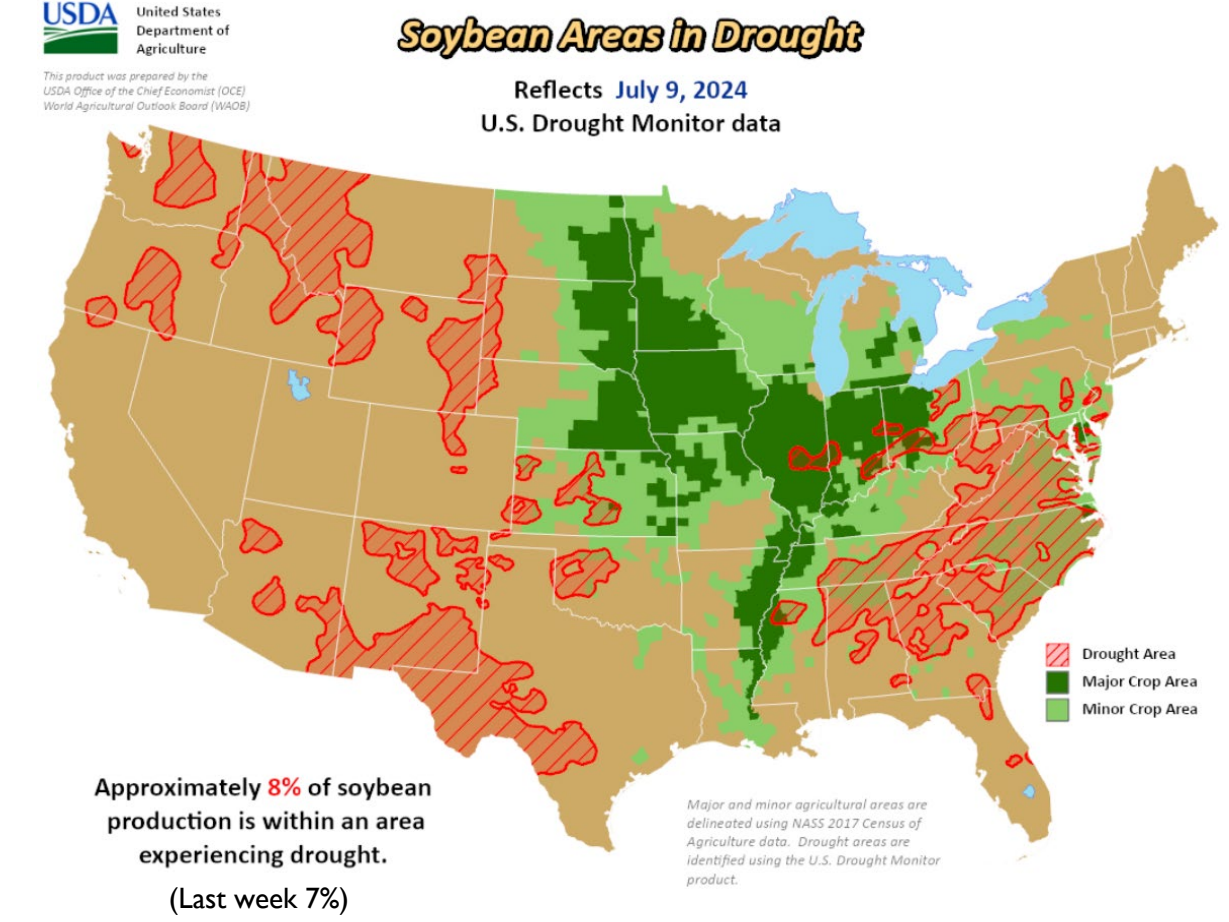 USDA
United States
Department of
Agriculture
This product was prepared by the
USDA Office of the Chief Economist (OCE)
World Agricultural Outlook Board (WAOB)
Soybean Areas in Drought
Reflects July 9, 2024
U.S. Drought Monitor data
Drought Area
Major Crop Area
Minor Crop Area
Approximately 8% of soybean
production is within an area
experiencing drought.
(Last week 7%)
Major and minor agricultural areas are
delineated using NASS 2017 Census of
Agriculture data. Drought areas are
identified using the U.S. Drought Monitor
product.